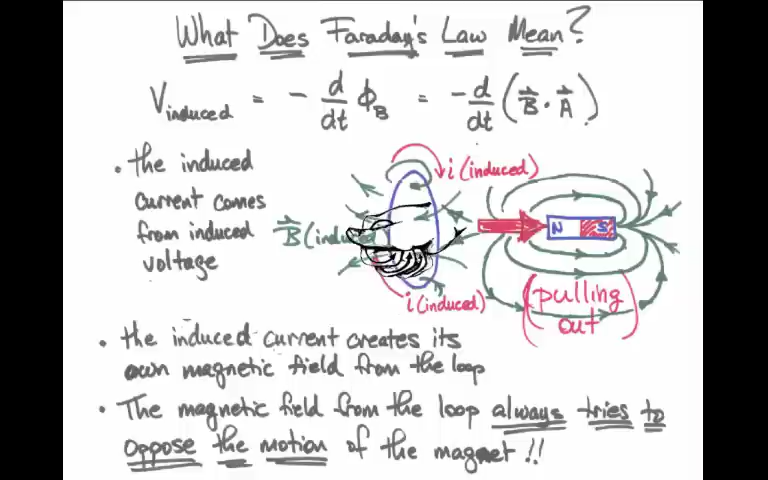 What Does Faraday's Law Mean?
V induced = - d/dt ΦB = - d/dt (B⃗ · A⃗)
• the induced
current comes
from induced
voltage
i (induced)
B⃗ (induced
N S
i (induced)
(pulling
out)
• the induced current creates its
own magnetic field from the loop
• The magnetic field from the loop always tries to
oppose the motion of the magnet!!